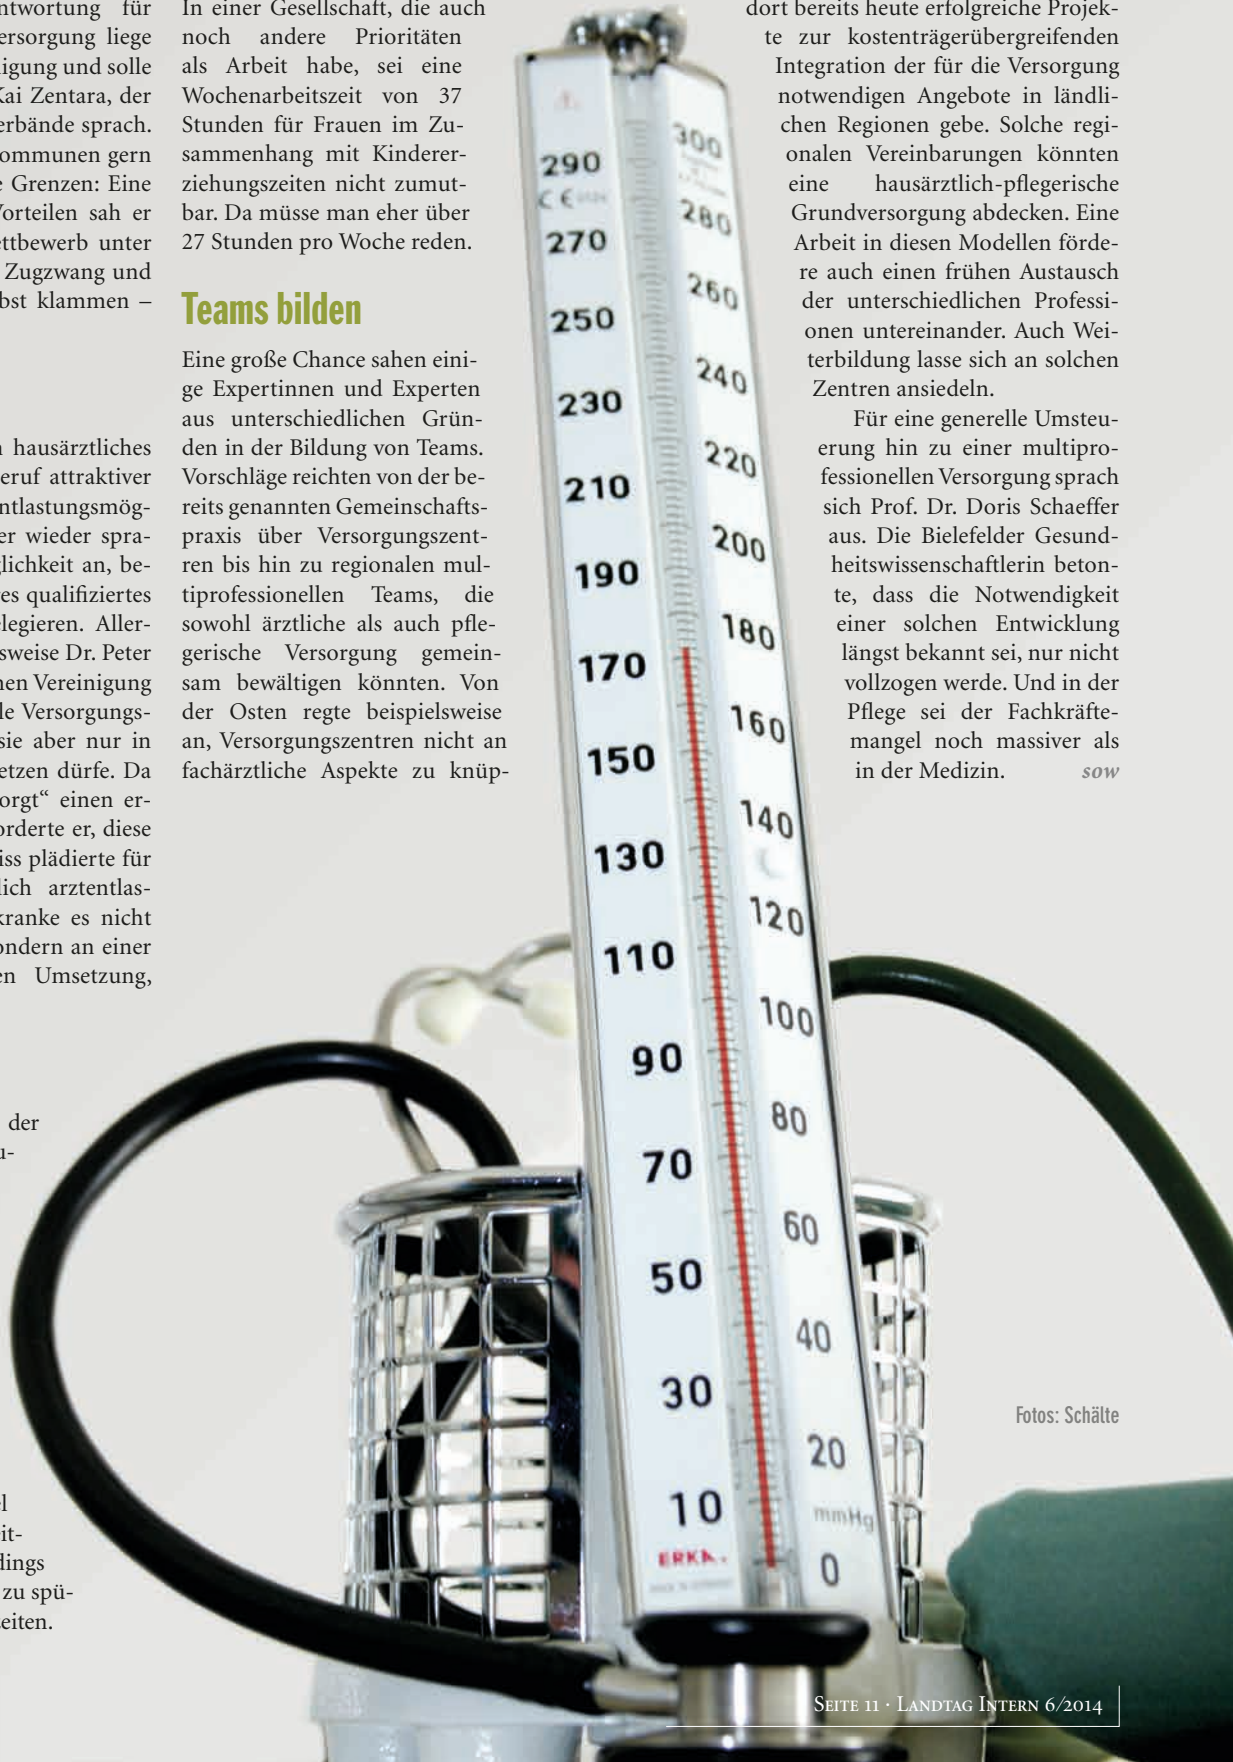 ntwortung für
ersorgung liege
igung und solle
Kai Zentara, der
erbände sprach.
ommunen gern
e Grenzen: Eine
Vorteilen sah er
ettbewerb unter
Zugzwang und
bst klammen –
n hausärztliches
eruf attraktiver
ntlastungsmög-
er wieder spra-
lichkeit an, be-
es qualifiziertes
legieren. Aller-
sweise Dr. Peter
hen Vereinigung
le Versorgungs-
sie aber nur in
etzen dürfe. Da
orgt“ einen er-
orderte er, diese
iss plädierte für
lich arztentlas-
kranke es nicht
ondern an einer
en Umsetzung,
der
u-
el
eit-
dings
zu spü-
eiten.
In einer Gesellschaft, die auch
noch andere Prioritäten
als Arbeit habe, sei eine
Wochenarbeitszeit von 37
Stunden für Frauen im Zu-
sammenhang mit Kinderer-
ziehungszeiten nicht zumut-
bar. Da müsse man eher über
27 Stunden pro Woche reden.
Teams bilden
Eine große Chance sahen eini-
ge Expertinnen und Experten
aus unterschiedlichen Grün-
den in der Bildung von Teams.
Vorschläge reichten von der be-
reits genannten Gemeinschafts-
praxis über Versorgungszent-
ren bis hin zu regionalen mul-
tiprofessionellen Teams, die
sowohl ärztliche als auch pfle-
gerische Versorgung gemein-
sam bewältigen könnten. Von
der Osten regte beispielsweise
an, Versorgungszentren nicht an
fachärztliche Aspekte zu knüp-
dort bereits heute erfolgreiche Projek-
te zur kostenträgerübergreifenden
Integration der für die Versorgung
notwendigen Angebote in ländli-
chen Regionen gebe. Solche regi-
onalen Vereinbarungen könnten
eine hausärztlich-pflegerische
Grundversorgung abdecken. Eine
Arbeit in diesen Modellen förde-
re auch einen frühen Austausch
der unterschiedlichen Professi-
onen untereinander. Auch Wei-
terbildung lasse sich an solchen
Zentren ansiedeln.
Für eine generelle Umsteu-
erung hin zu einer multipro-
fessionellen Versorgung sprach
sich Prof. Dr. Doris Schaeffer
aus. Die Bielefelder Gesund-
heitswissenschaftlerin beton-
te, dass die Notwendigkeit
einer solchen Entwicklung
längst bekannt sei, nur nicht
vollzogen werde. Und in der
Pflege sei der Fachkräfte-
mangel noch massiver als
in der Medizin. sow
290
CE
270
250
230
210
190
170
150
130
110
90
70
50
30
10
ERKA.
300
280
260
240
220
200
180
160
140
120
100
80
60
40
20
mmHg
0
Fotos: Schälte
Seite 11 · Landtag Intern 6/2014